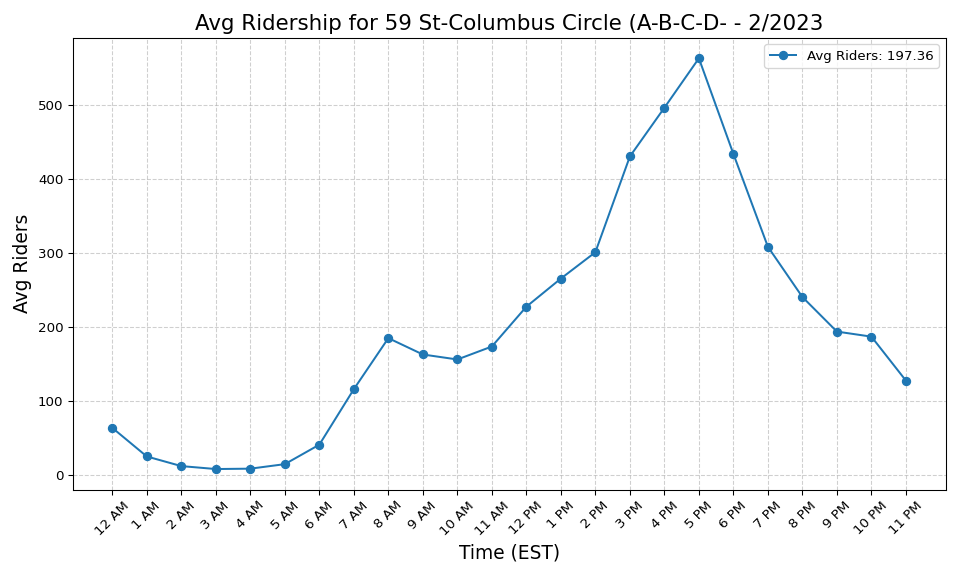 Avg Ridership for 59 St-Columbus Circle (A-B-C-D- - 2/2023
Avg Riders: 197.36
Avg Riders
500
400
300
200
100
0
12 AM
1 AM
2 AM
3 AM
4 AM
5 AM
6 AM
7 AM
8 AM
9 AM
10 AM
11 AM
12 PM
1 PM
2 PM
3 PM
4 PM
5 PM
6 PM
7 PM
8 PM
9 PM
10 PM
11 PM
Time (EST)